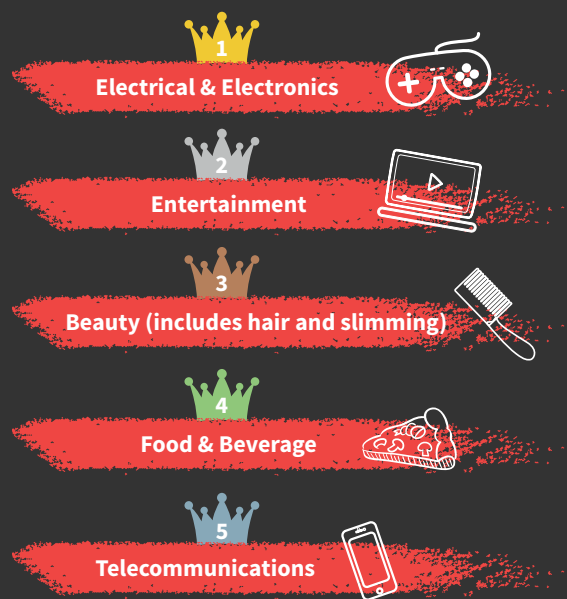 1
Electrical & Electronics
2
Entertainment
3
Beauty (includes hair and slimming)
4
Food & Beverage
5
Telecommunications